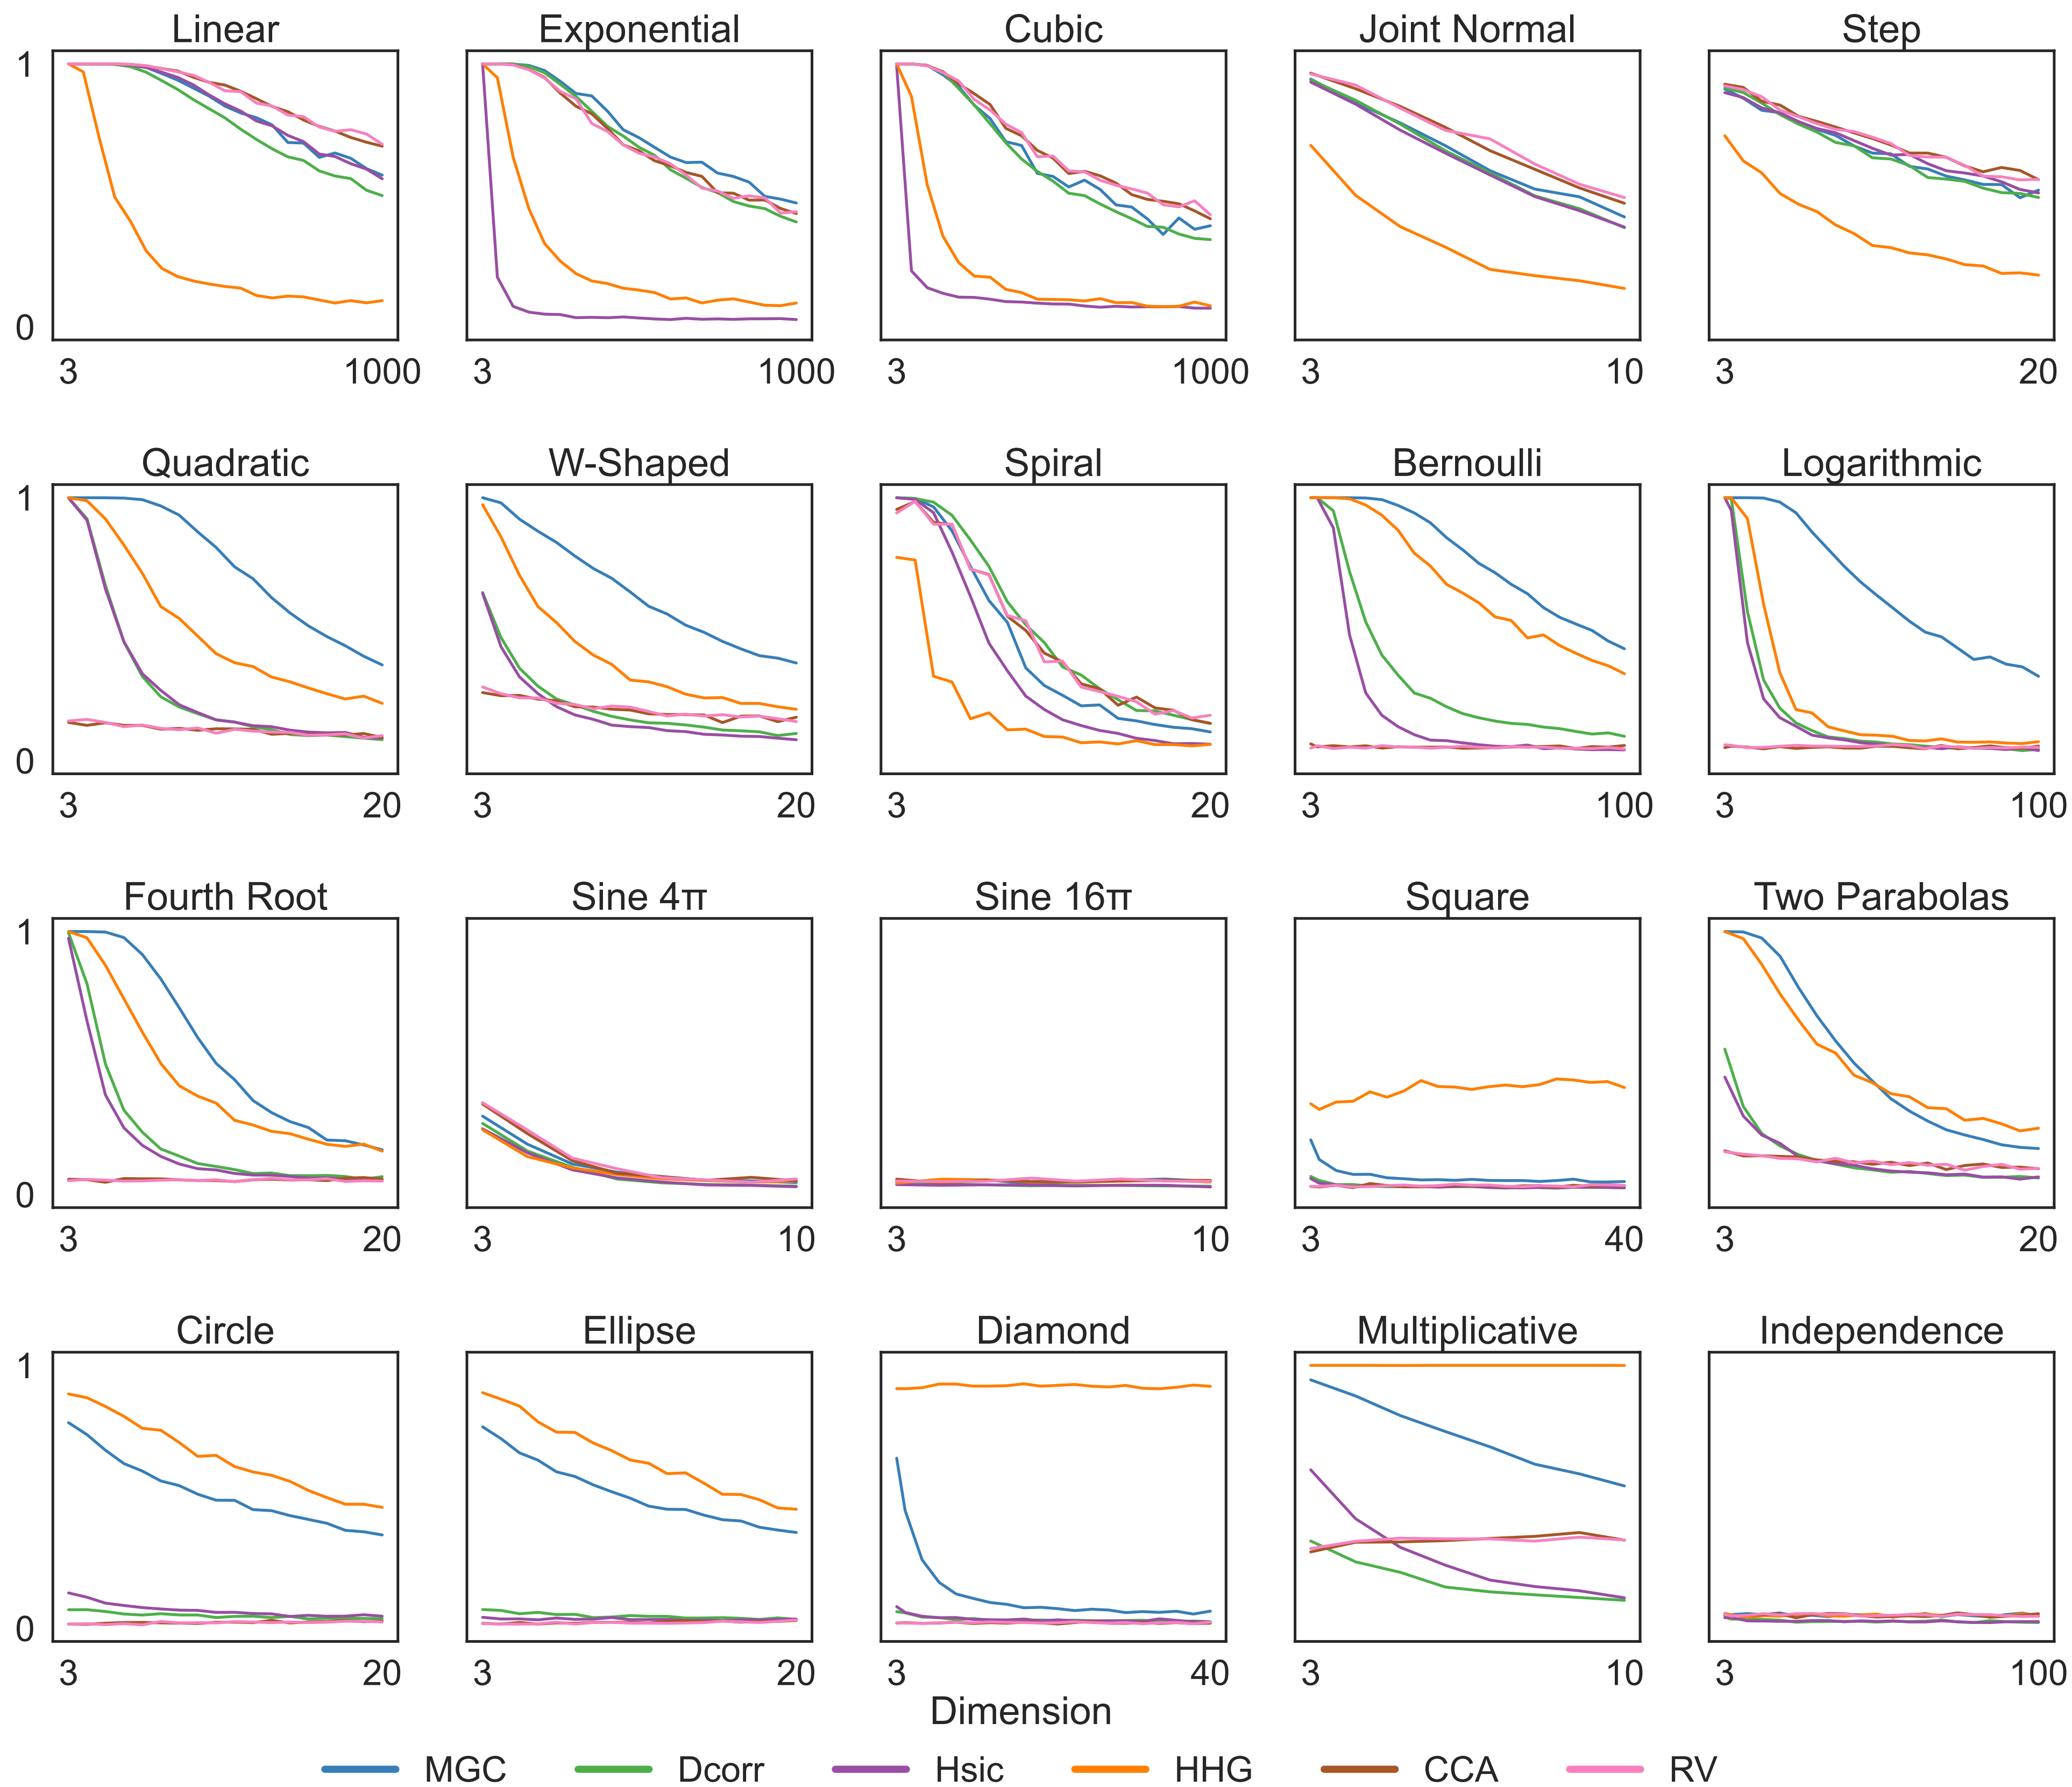 Linear Exponential Cubic Joint Normal Step
1
0
3 1000 3 1000 3 1000 3 10 3 20
Quadratic W-Shaped Spiral Bernoulli Logarithmic
1
0
3 20 3 20 3 20 3 100 3 100
Fourth Root Sine 4π Sine 16π Square Two Parabolas
1
0
3 20 3 10 3 10 3 40 3 20
Circle Ellipse Diamond Multiplicative Independence
1
0
3 20 3 20 3 40 3 10 3 100
Dimension
MGC Dcorr Hsic HHG CCA RV